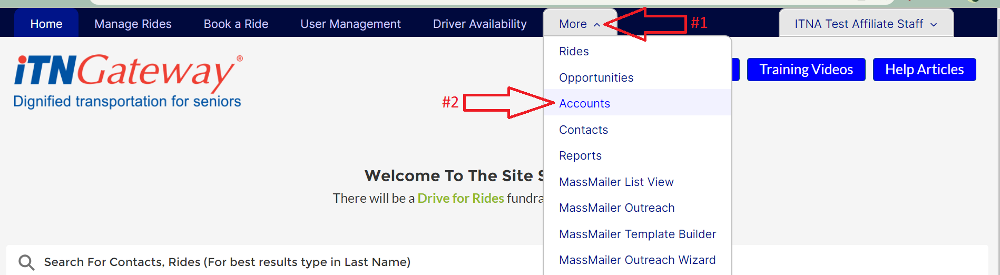 Home Manage Rides Book a Ride User Management Driver Availability More #1 ITNA Test Affiliate Staff
Rides
iTNGateway®
Training Videos Help Articles
Opportunities
Dignified transportation for seniors
#2 Accounts
Contacts
Reports
Welcome To The Site S
MassMailer List View
There will be a Drive for Rides fundra
MassMailer Outreach
MassMailer Template Builder
Search For Contacts, Rides (For best results type in Last Name)
MassMailer Outreach Wizard